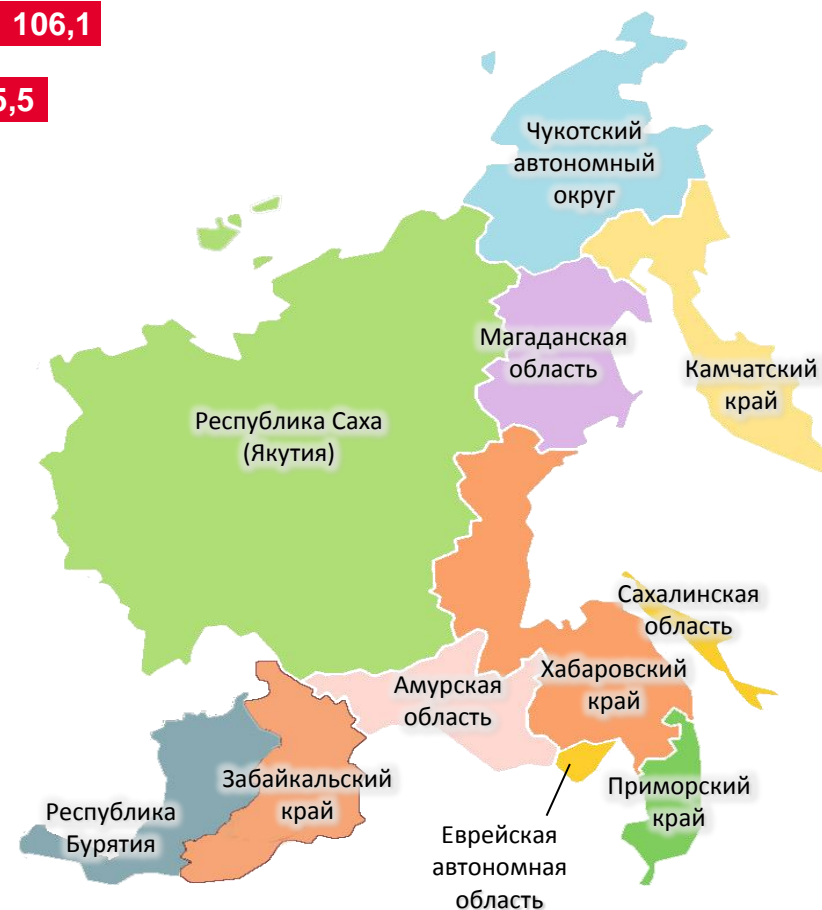 106,1
5,5
Чукотский
автономный
округ
Магаданская
область
Камчатский
край
Республика Саха
(Якутия)
Сахалинская
область
Хабаровский
край
Амурская
область
Забайкальский
край
Приморский
край
Республика
Бурятия
Еврейская
автономная
область